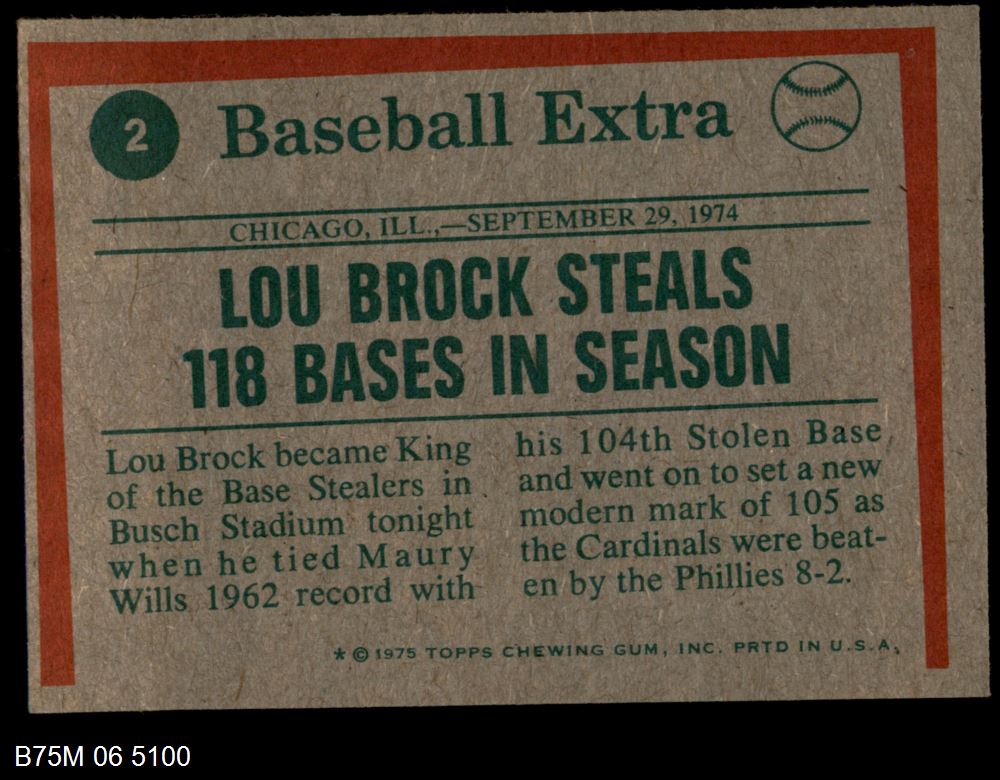 2
Baseball Extra
CHICAGO, ILL.,—SEPTEMBER 29, 1974
LOU BROCK STEALS
118 BASES IN SEASON
Lou Brock became King
of the Base Stealers in
Busch Stadium tonight
when he tied Maury
Wills 1962 record with
his 104th Stolen Base
and went on to set a new
modern mark of 105 as
the Cardinals were beat-
en by the Phillies 8-2.
* © 1975 TOPPS CHEWING GUM, INC. PRTD IN U.S.A.
B75M 06 5100